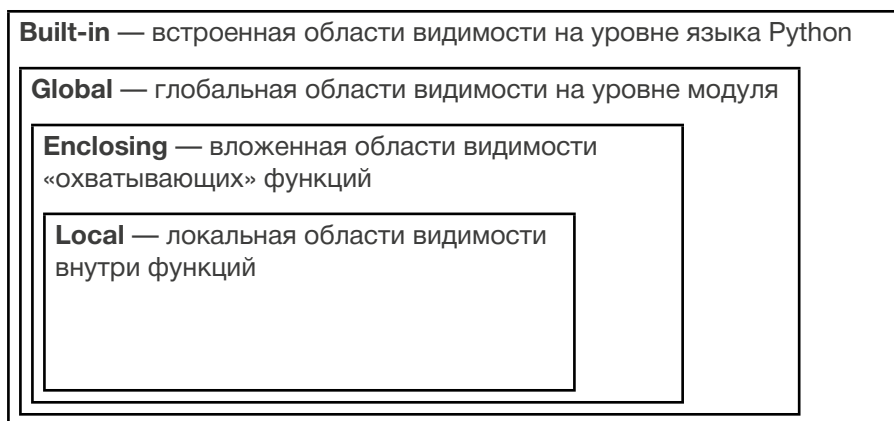 Built-in — встроенная области видимости на уровне языка Python
Global — глобальная области видимости на уровне модуля
Enclosing — вложенная области видимости
«охватывающих» функций
Local — локальная области видимости
внутри функций